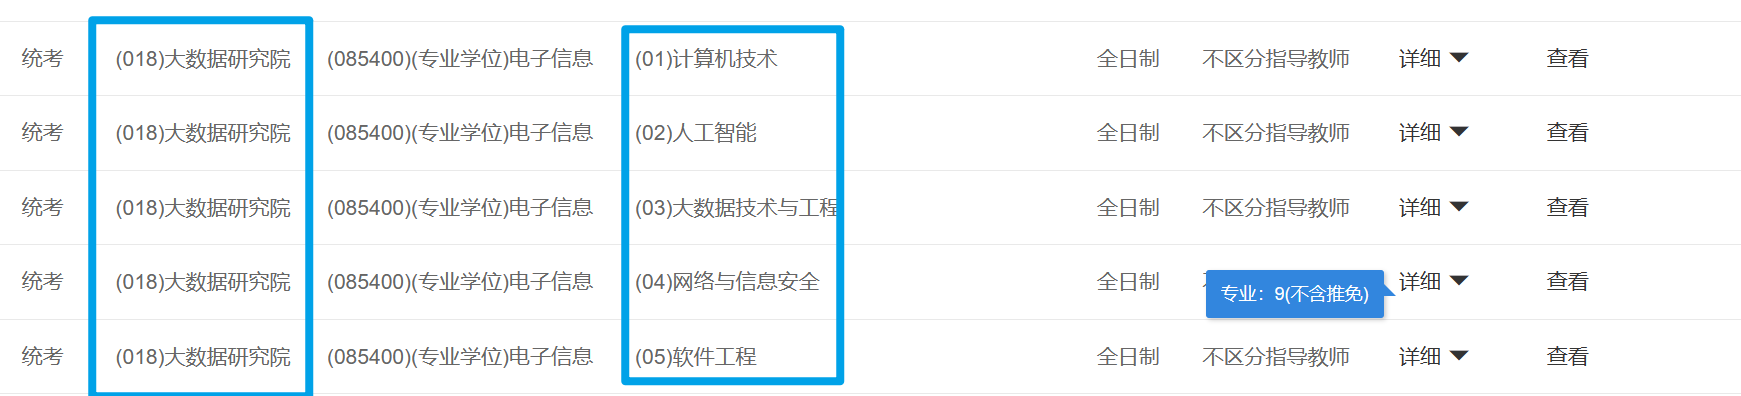 统考 (018)大数据研究院 (085400)(专业学位)电子信息 (01)计算机技术 全日制 不区分指导教师 详细 查看
统考 (018)大数据研究院 (085400)(专业学位)电子信息 (02)人工智能 全日制 不区分指导教师 详细 查看
统考 (018)大数据研究院 (085400)(专业学位)电子信息 (03)大数据技术与工程 全日制 不区分指导教师 详细 查看
统考 (018)大数据研究院 (085400)(专业学位)电子信息 (04)网络与信息安全 全日制 专业：9(不含推免) 详细 查看
统考 (018)大数据研究院 (085400)(专业学位)电子信息 (05)软件工程 全日制 不区分指导教师 详细 查看